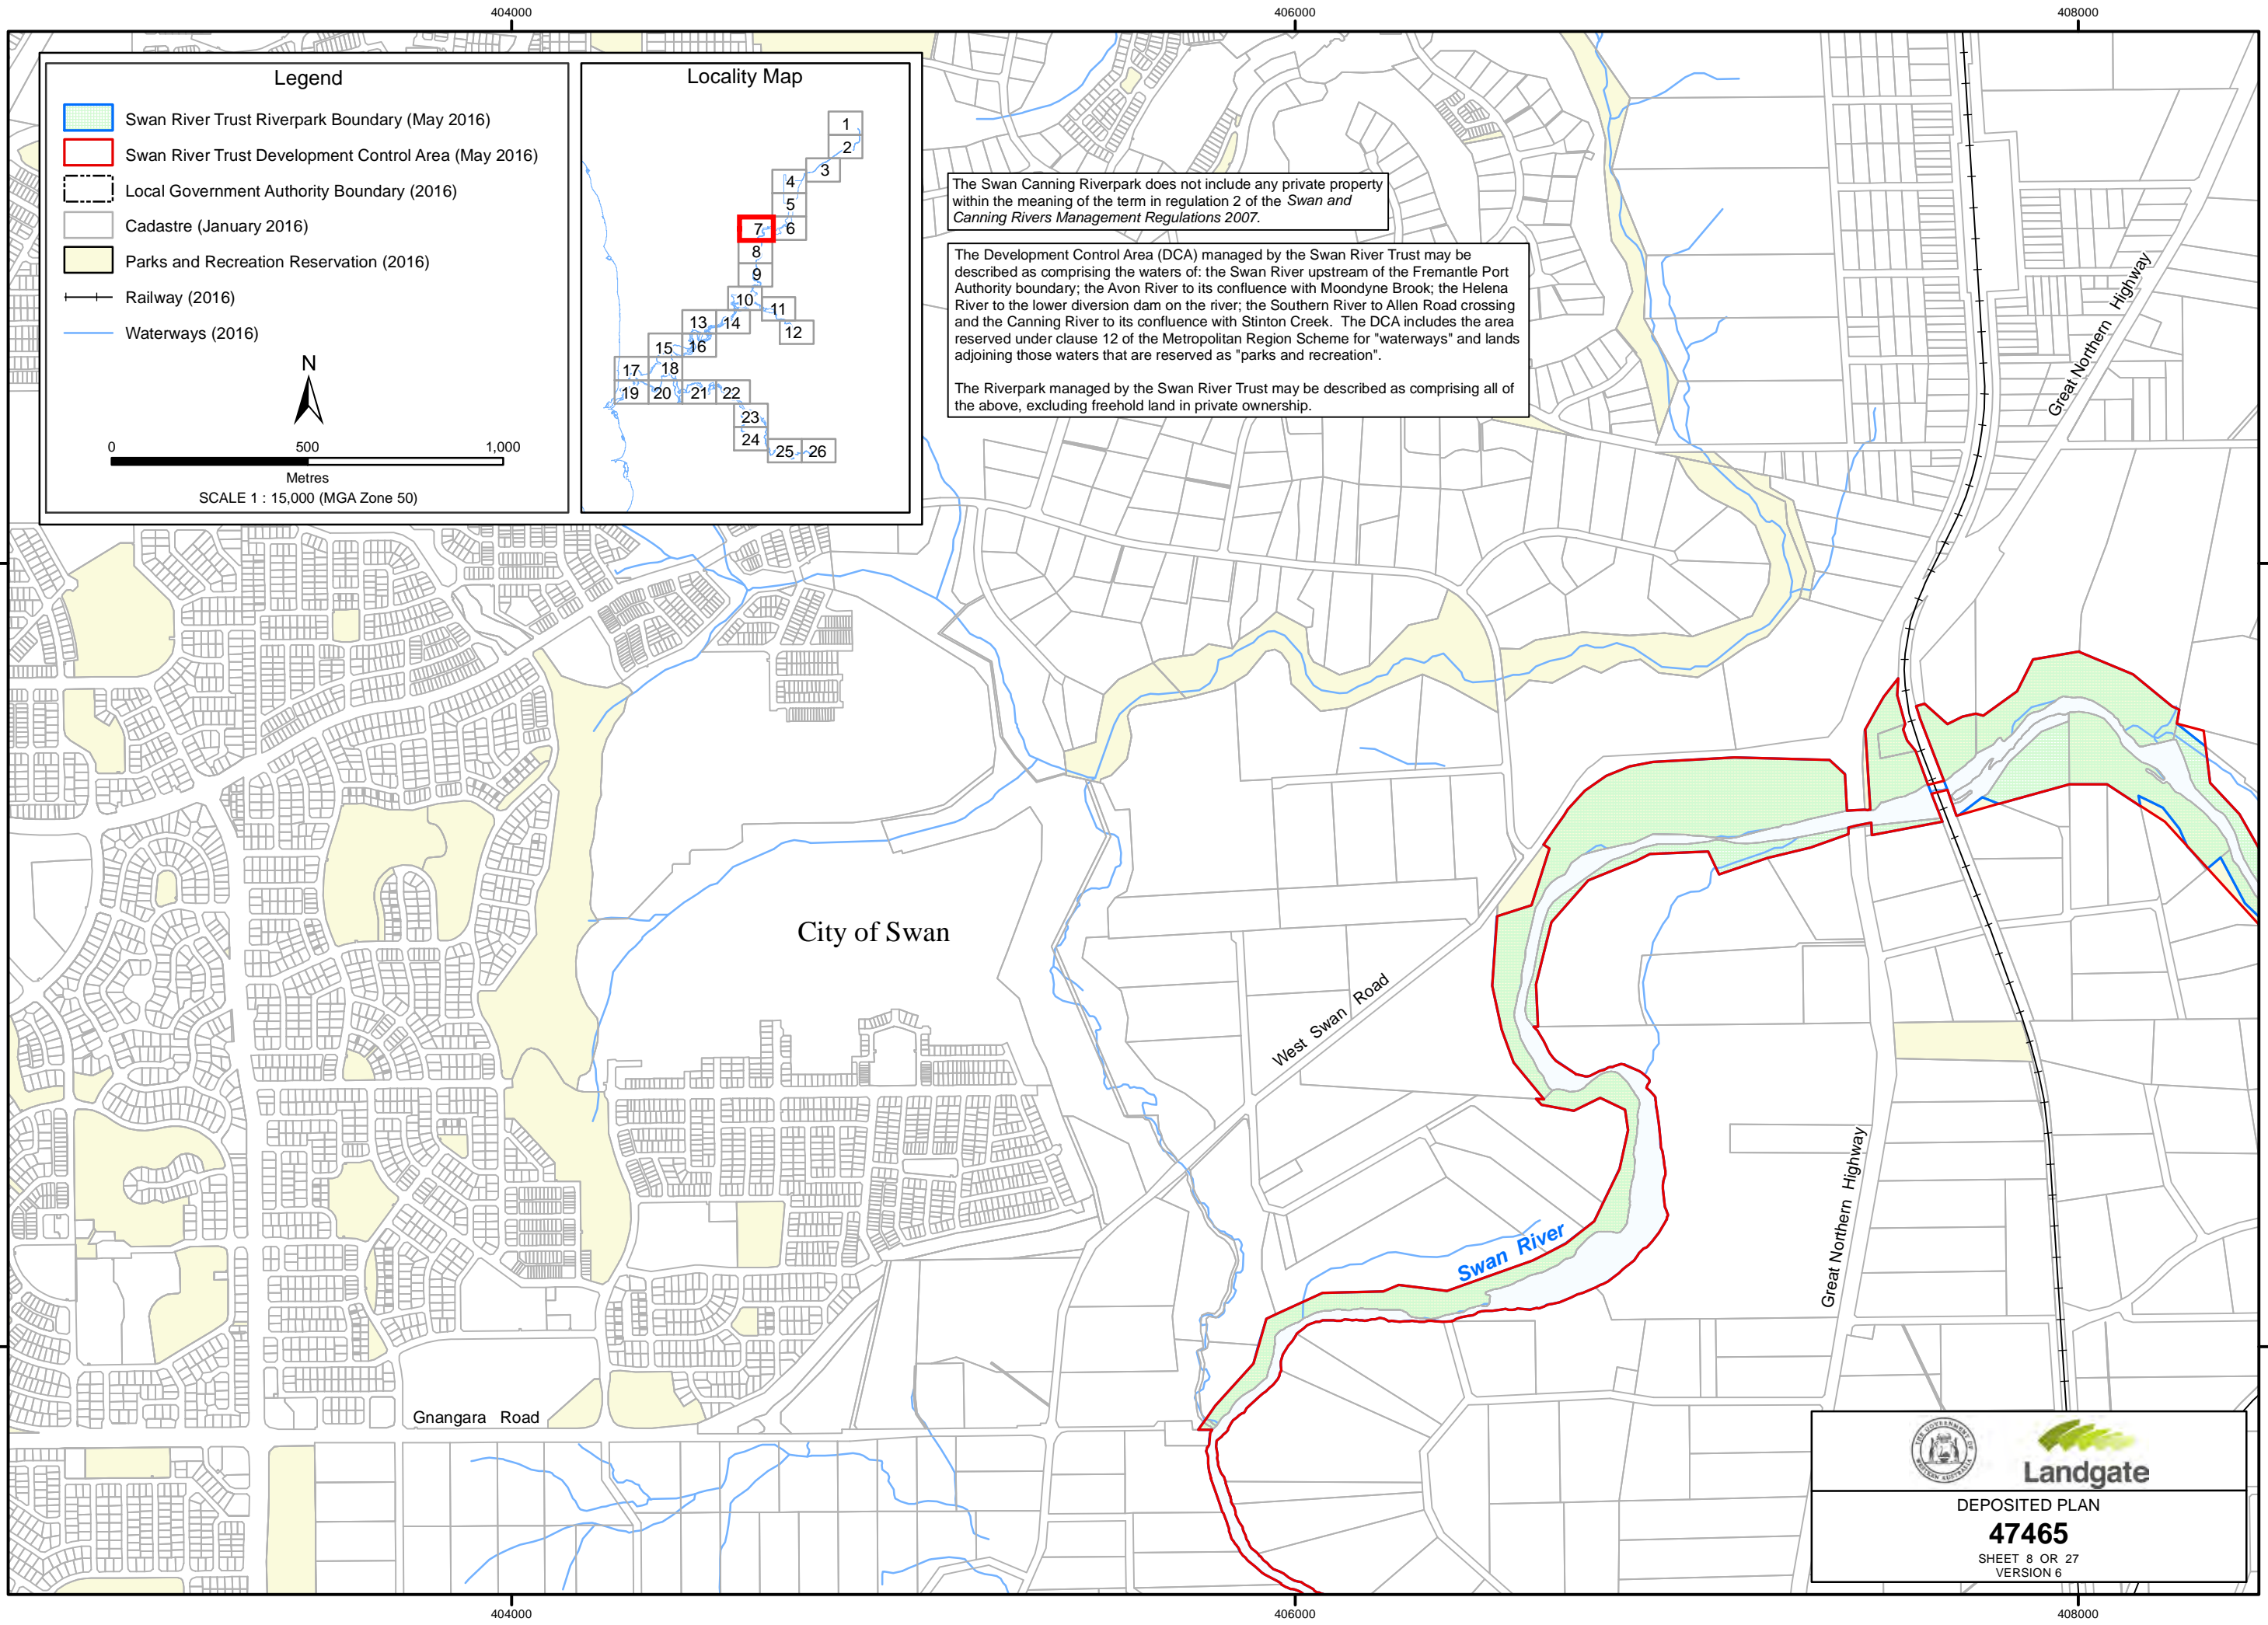 404000
406000
408000
Legend
Swan River Trust Riverpark Boundary (May 2016)
Swan River Trust Development Control Area (May 2016)
Local Government Authority Boundary (2016)
Cadastre (January 2016)
Parks and Recreation Reservation (2016)
Railway (2016)
Waterways (2016)
N
0 500 1,000
Metres
SCALE 1 : 15,000 (MGA Zone 50)
Locality Map
1
2
3
4
5
7 6
8
9
10
11
13 14
12
15 16
17 18
19 20 21 22
23
24
25 26
The Swan Canning Riverpark does not include any private property
within the meaning of the term in regulation 2 of the Swan and
Canning Rivers Management Regulations 2007.
The Development Control Area (DCA) managed by the Swan River Trust may be
described as comprising the waters of: the Swan River upstream of the Fremantle Port
Authority boundary; the Avon River to its confluence with Moondyne Brook; the Helena
River to the lower diversion dam on the river; the Southern River to Allen Road crossing
and the Canning River to its confluence with Stinton Creek. The DCA includes the area
reserved under clause 12 of the Metropolitan Region Scheme for "waterways" and lands
adjoining those waters that are reserved as "parks and recreation".
The Riverpark managed by the Swan River Trust may be described as comprising all of
the above, excluding freehold land in private ownership.
Great Northern Highway
City of Swan
West Swan Road
Great Northern Highway
Swan River
Gnangara Road
THE GOVERNMENT OF
WESTERN AUSTRALIA
Landgate
DEPOSITED PLAN
47465
SHEET 8 OR 27
VERSION 6
404000
406000
408000